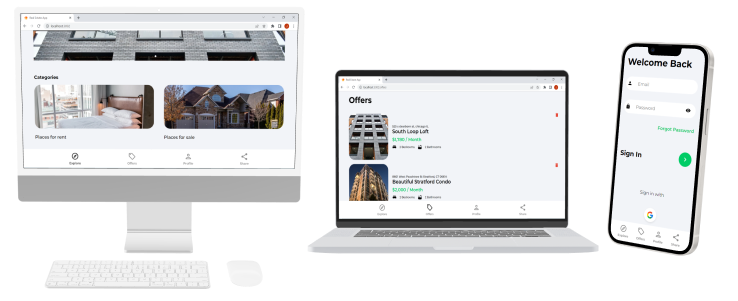 localhost:3000
Categories
Places for rent
Places for sale
Explore
Offers
Profile
Share
Offers
South Loop Loft
/ Month
Beautiful Stratford Condo
$2,000 / Month
Explore
Offers
Profile
Share
Welcome Back
Email
Password
Forgot Password
Sign In
Sign in with
G
Explore
Offers
Profile
Share